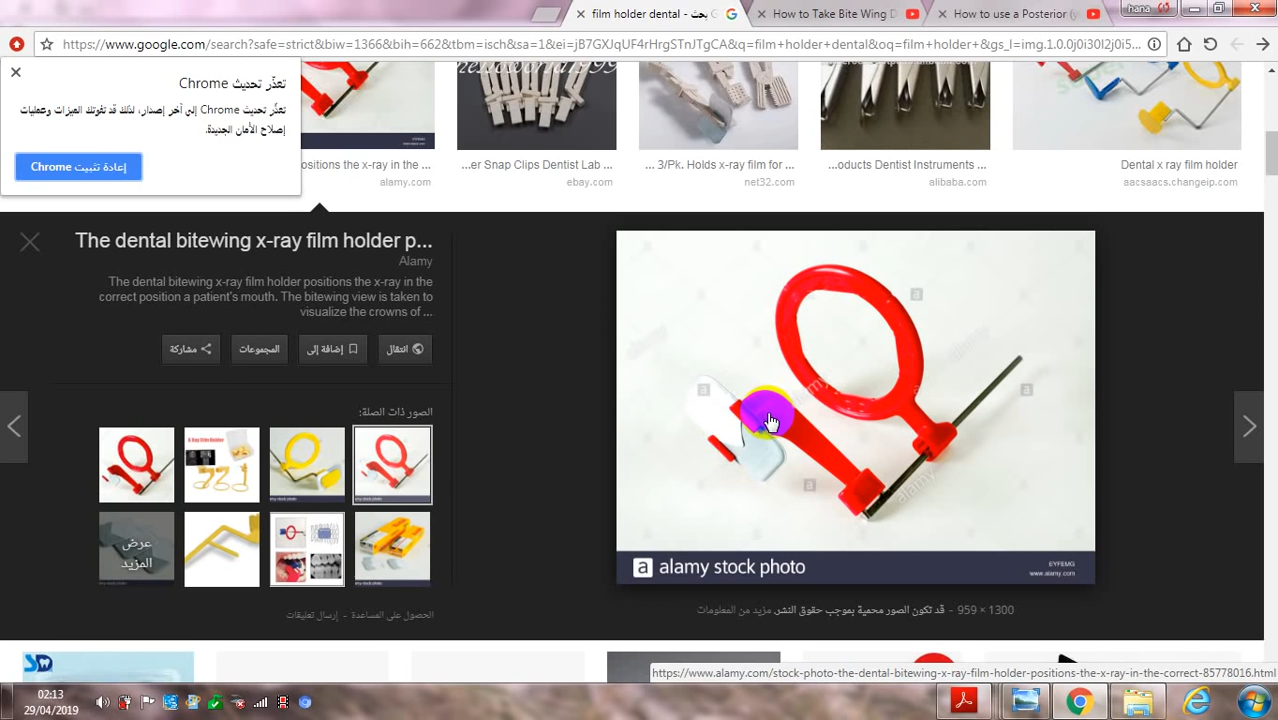 film holder dental - بحث G
How to Take Bite Wing D
How to use a Posterior (y
hana
https://www.google.com/search?safe=strict&biw=1366&bih=662&tbm=isch&sa=1&ei=jB7GXJqUF4rHrgSTnJTgCA&q=film+holder+dental&oq=film+holder+&gs_l=img.1.0.0j0i30l2j0i5...
تعذّر تحديث Chrome
تعذّر تحديث Chrome إلى آخر إصدار، لذلك قد تفوتك الميزات وعمليات
إصلاح الأمان الجديدة.
إعادة تثبيت Chrome
ositions the x-ray in the ...
alamy.com
...er Snap Clips Dentist Lab ...
ebay.com
... 3/Pk. Holds x-ray film for ...
net32.com
...oducts Dentist Instruments ...
alibaba.com
Dental x ray film holder
sacsaacs.changeip.com
The dental bitewing x-ray film holder p...
Alamy
The dental bitewing x-ray film holder positions the x-ray in the
correct position a patient's mouth. The bitewing view is taken to
visualize the crowns of ...
انتقال
إضافة إلى
المجموعات
مشاركة
الصور ذات الصلة:
عرض
المزيد
الحصول على المساعدة - إرسال تعليقات
a alamy stock photo
EYFEMG
www.alamy.com
959 × 1300 - قد تكون الصور محمية بموجب حقوق النشر. مزيد من المعلومات
https://www.alamy.com/stock-photo-the-dental-bitewing-x-ray-film-holder-positions-the-x-ray-in-the-correct-85778016.html
02:13
29/04/2019